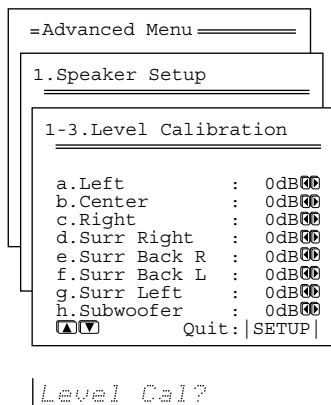 Advanced Menu
1.Speaker Setup
1-3.Level Calibration
a.Left : 0dB
b.Center : 0dB
c.Right : 0dB
d.Surr Right : 0dB
e.Surr Back R : 0dB
f.Surr Back L : 0dB
g.Surr Left : 0dB
h.Subwoofer : 0dB
Quit:|SETUP|
Level Cal?